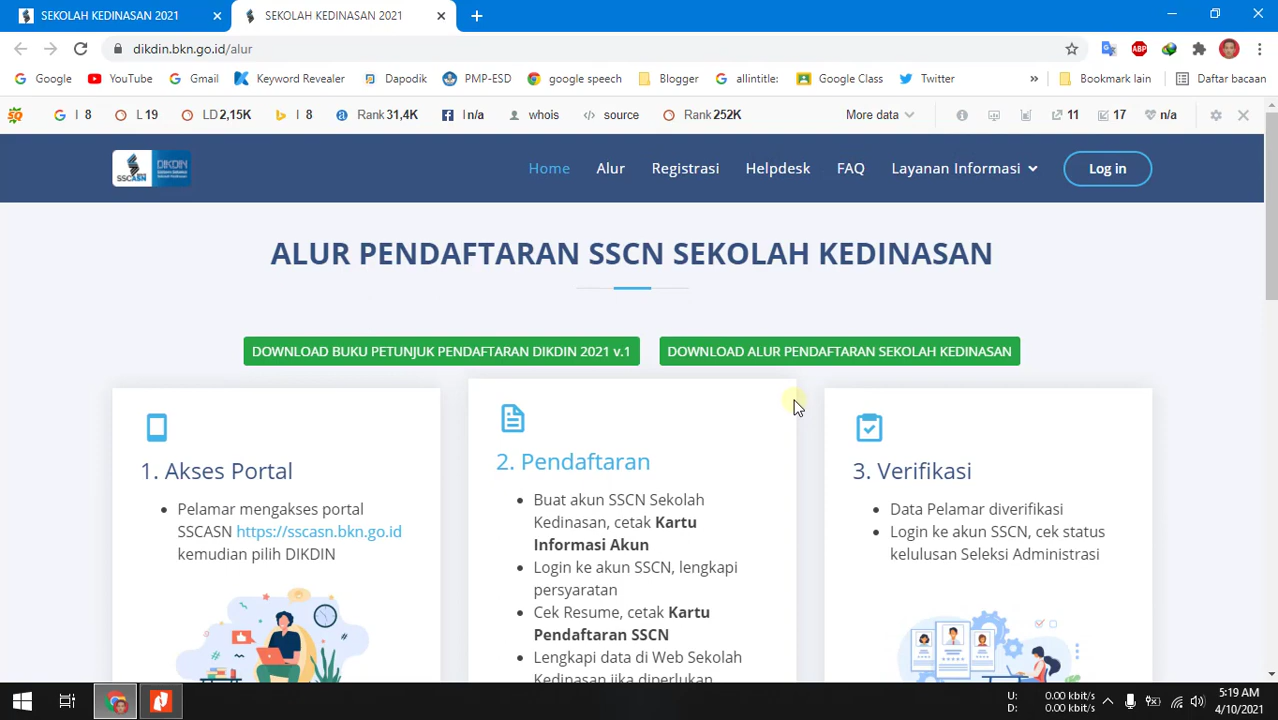 SEKOLAH KEDINASAN 2021
SEKOLAH KEDINASAN 2021
dikdin.bkn.go.id/alur
ABP
Google YouTube Gmail Keyword Revealer Dapodik PMP-ESD google speech Blogger allintitle: Google Class Twitter » Bookmark lain Daftar bacaan
SQ I 8 L 19 LD 2,15K I 8 Rank 31,4K I n/a whois source Rank 252K More data 11 17 n/a
SSCASN DIKDIN Home Alur Registrasi Helpdesk FAQ Layanan Informasi Log in
ALUR PENDAFTARAN SSCN SEKOLAH KEDINASAN
DOWNLOAD BUKU PETUNJUK PENDAFTARAN DIKDIN 2021 v.1
DOWNLOAD ALUR PENDAFTARAN SEKOLAH KEDINASAN
1. Akses Portal
Pelamar mengakses portal
SSCASN https://sscasn.bkn.go.id
kemudian pilih DIKDIN
2. Pendaftaran
Buat akun SSCN Sekolah
Kedinasan, cetak Kartu
Informasi Akun
Login ke akun SSCN, lengkapi
persyaratan
Cek Resume, cetak Kartu
Pendaftaran SSCN
Lengkapi data di Web Sekolah
Kedinasan jika diperlukan
3. Verifikasi
Data Pelamar diverifikasi
Login ke akun SSCN, cek status
kelulusan Seleksi Administrasi
U: 0.00 kbit/s
D: 0.00 kbit/s
5:19 AM
4/10/2021